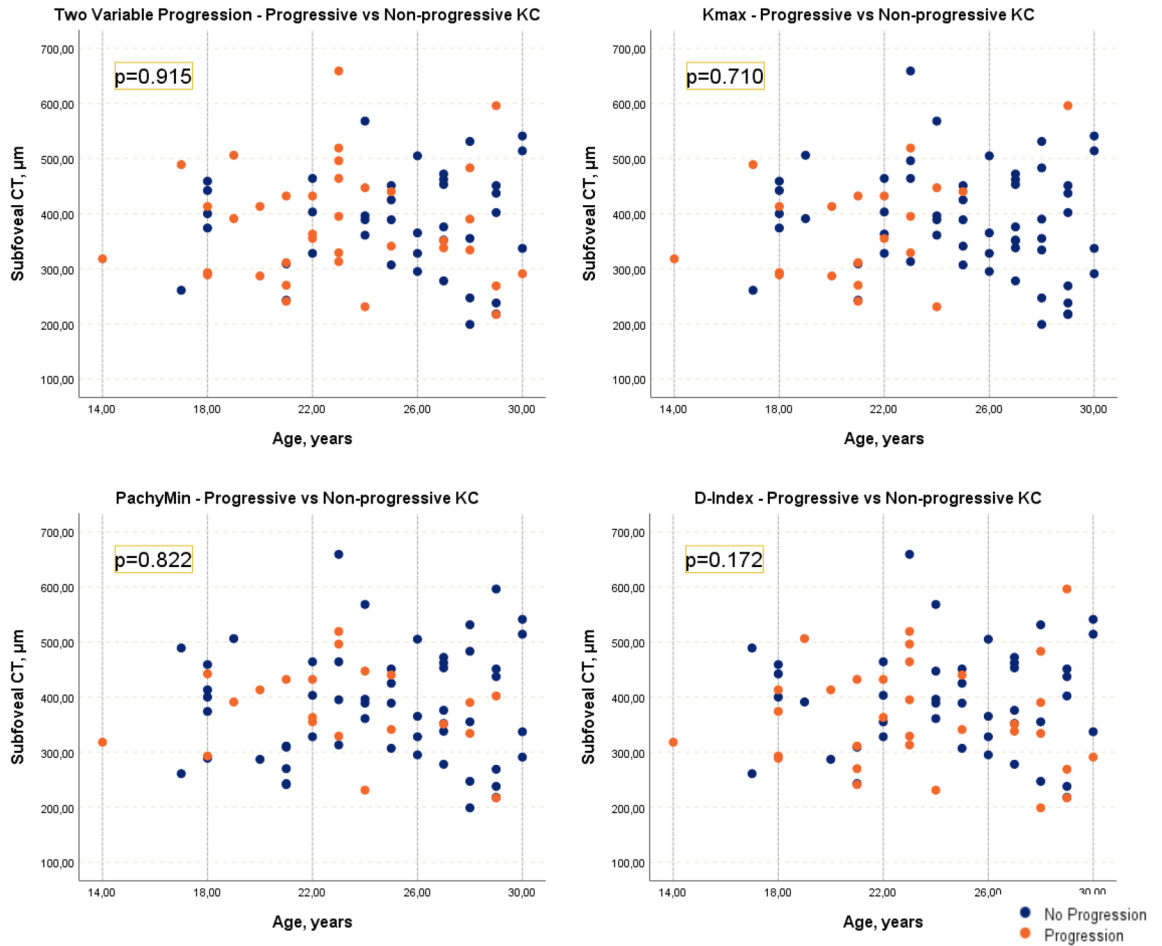 Two Variable Progression - Progressive vs Non-progressive KC
p=0.915
Subfoveal CT, µm
700,00
600,00
500,00
400,00
300,00
200,00
100,00
14,00 18,00 22,00 26,00 30,00
Age, years
Kmax - Progressive vs Non-progressive KC
p=0.710
Subfoveal CT, µm
700,00
600,00
500,00
400,00
300,00
200,00
100,00
14,00 18,00 22,00 26,00 30,00
Age, years
PachyMin - Progressive vs Non-progressive KC
p=0.822
Subfoveal CT, µm
700,00
600,00
500,00
400,00
300,00
200,00
100,00
14,00 18,00 22,00 26,00 30,00
Age, years
D-Index - Progressive vs Non-progressive KC
p=0.172
Subfoveal CT, µm
700,00
600,00
500,00
400,00
300,00
200,00
100,00
14,00 18,00 22,00 26,00 30,00
Age, years
No Progression
Progression